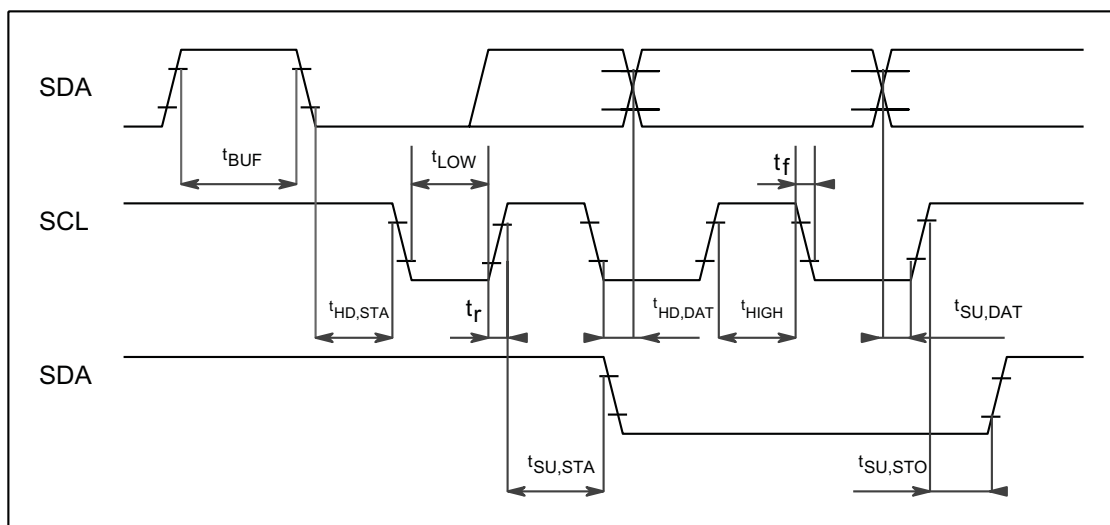 SDA
tBUF
tLOW
tf
SCL
tHD,STA
tr
tHD,DAT
tHIGH
tSU,DAT
SDA
tSU,STA
tSU,STO